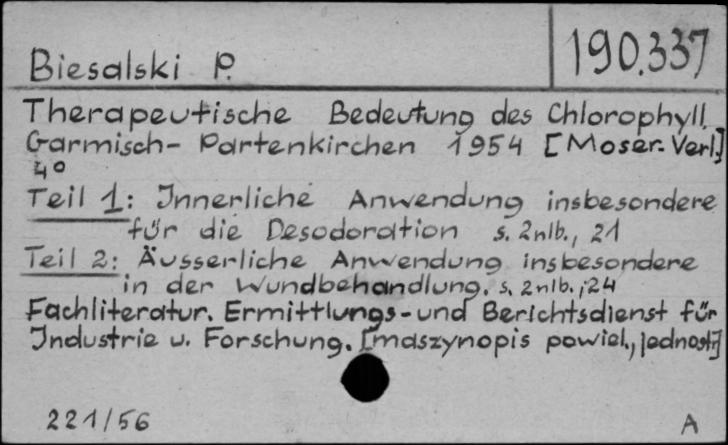 190.337
Biesalski P.
Therapeutische Bedeutung des Chlorophyll
Garmisch-Partenkirchen 1954 [Moser-Verl.]
4°
Teil 1: Innerliche Anwendung insbesondere
für die Desodoration s. 2nlb., 21
Teil 2: Äusserliche Anwendung insbesondere
in der Wundbehandlung. s. 2nlb., 24
Fachliteratur. Ermittlungs-und Berichtsdienst für
Industrie u. Forschung. [maszynopis powiel., jednostr.]
221/56 A